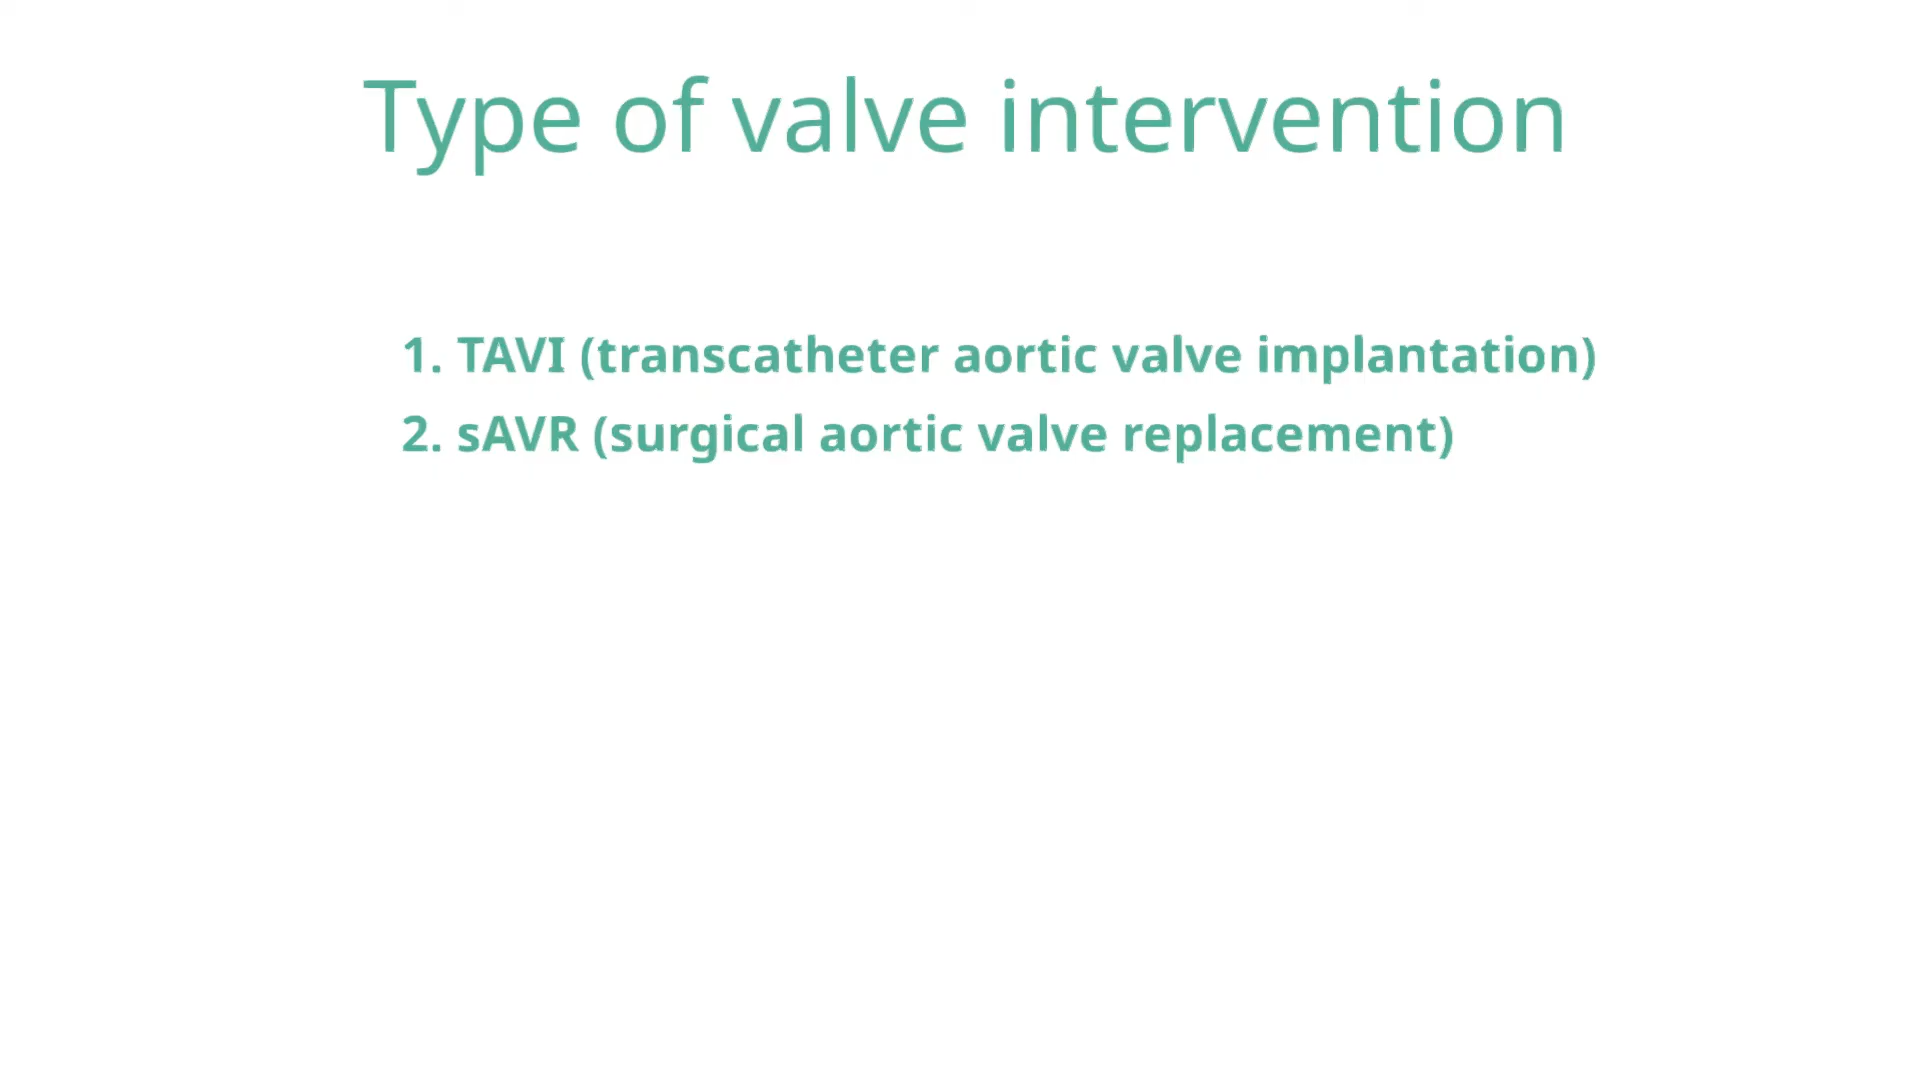 Type of valve intervention
1. TAVI (transcatheter aortic valve implantation)
2. sAVR (surgical aortic valve replacement)